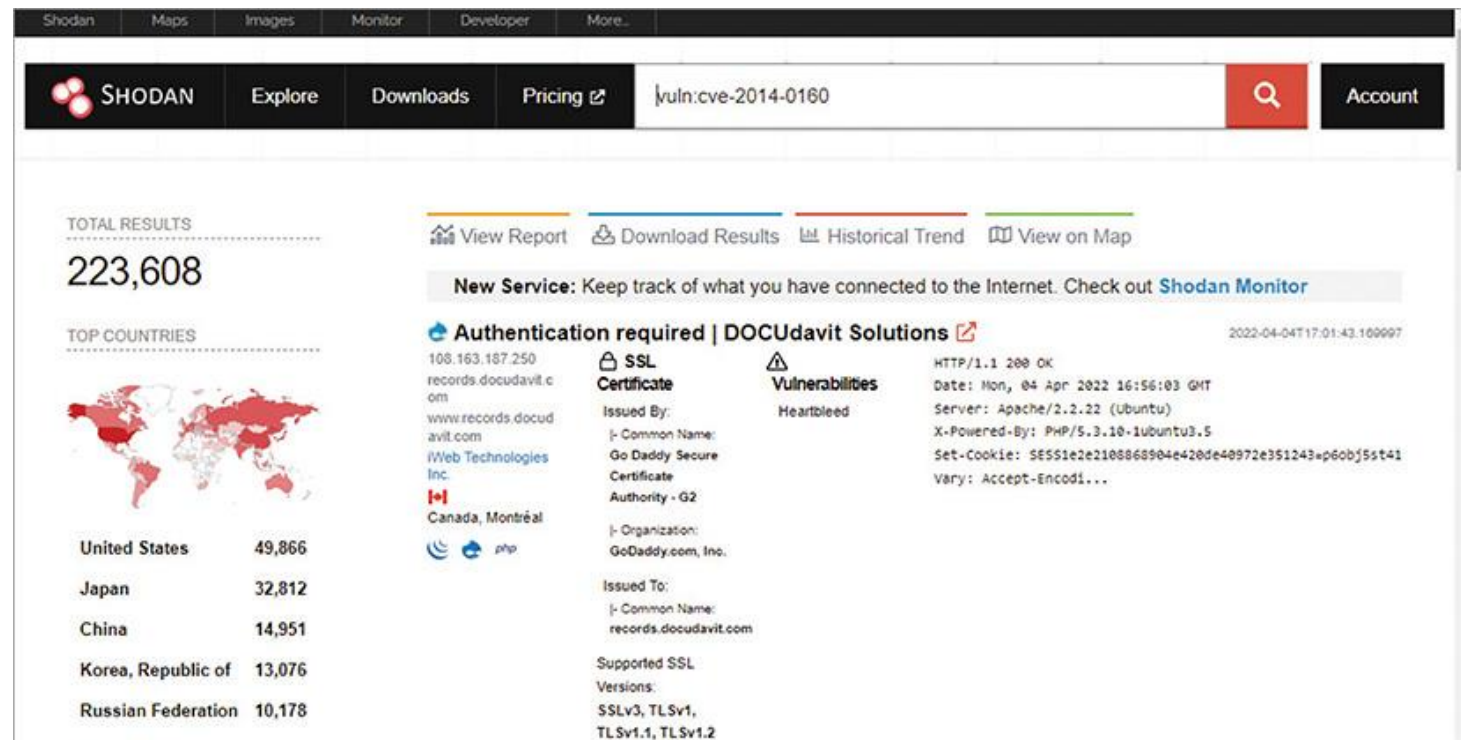 Shodan Maps Images Monitor Developer More...
SHODAN Explore Downloads Pricing vuln:cve-2014-0160 Account
TOTAL RESULTS
223,608
TOP COUNTRIES
United States 49,866
Japan 32,812
China 14,951
Korea, Republic of 13,076
Russian Federation 10,178
View Report Download Results Historical Trend View on Map
New Service: Keep track of what you have connected to the Internet. Check out Shodan Monitor
Authentication required | DOCUdavit Solutions
2022-04-04T17:01:43.169997
108.163.187.250
records.docudavit.c
om
www.records.docud
avit.com
iWeb Technologies
Inc.
Canada, Montréal
php
SSL
Certificate
Issued By:
|- Common Name:
Go Daddy Secure
Certificate
Authority - G2
|- Organization:
GoDaddy.com, Inc.
Issued To:
|- Common Name:
records.docudavit.com
Supported SSL
Versions:
SSLv3, TLSv1,
TLSv1.1, TLSv1.2
Vulnerabilities
Heartbleed
HTTP/1.1 200 OK
Date: Mon, 04 Apr 2022 16:56:03 GMT
Server: Apache/2.2.22 (Ubuntu)
X-Powered-By: PHP/5.3.10-1ubuntu3.5
Set-Cookie: SESS1e2e2108868904e420de40972e351243=p6obj5st41
Vary: Accept-Encodi...